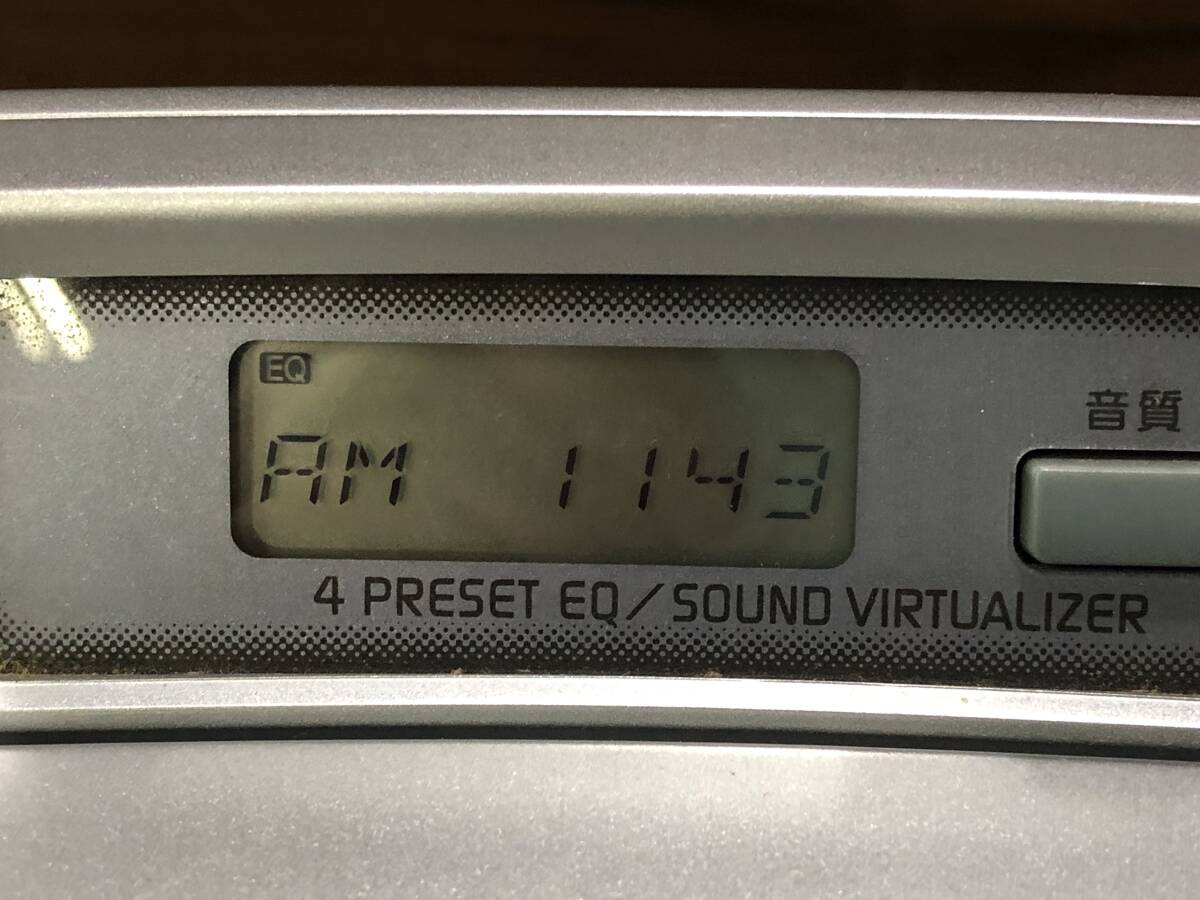 EQ
AM 1143
音質
4 PRESET EQ/SOUND VIRTUALIZER